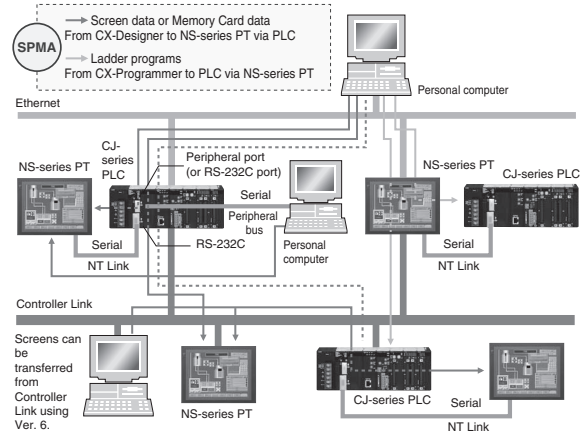 SPMA
Screen data or Memory Card data
From CX-Designer to NS-series PT via PLC
Ladder programs
From CX-Programmer to PLC via NS-series PT
Personal computer
Ethernet
CJ-
series
PLC
Peripheral port
(or RS-232C port)
NS-series PT
NS-series PT
CJ-series PLC
Serial
Peripheral
bus
Serial
RS-232C
NT Link
Personal
computer
Serial
NT Link
Controller Link
Screens can
be
transferred
from
Controller
Link using
Ver. 6.
NS-series PT
CJ-series PLC
Serial
NT Link
NS-series PT